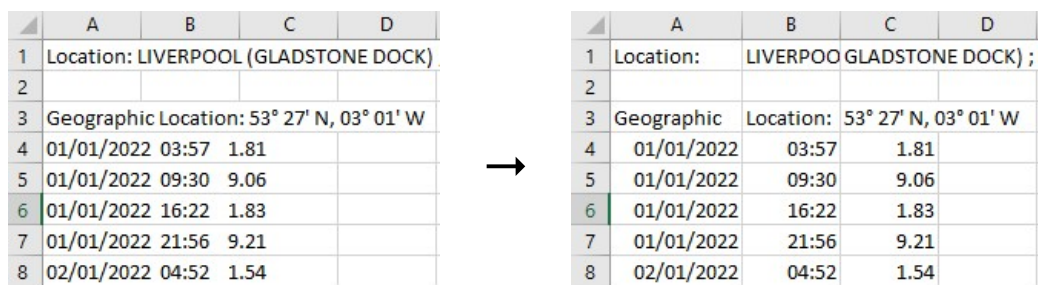 A B C D
1 Location: LIVERPOOL (GLADSTONE DOCK)
2
3 Geographic Location: 53° 27' N, 03° 01' W
4 01/01/2022 03:57 1.81
5 01/01/2022 09:30 9.06
6 01/01/2022 16:22 1.83
7 01/01/2022 21:56 9.21
8 02/01/2022 04:52 1.54
→
A B C D
1 Location: LIVERPOO GLADSTONE DOCK) ;
2
3 Geographic Location: 53° 27' N, 03° 01' W
4 01/01/2022 03:57 1.81
5 01/01/2022 09:30 9.06
6 01/01/2022 16:22 1.83
7 01/01/2022 21:56 9.21
8 02/01/2022 04:52 1.54